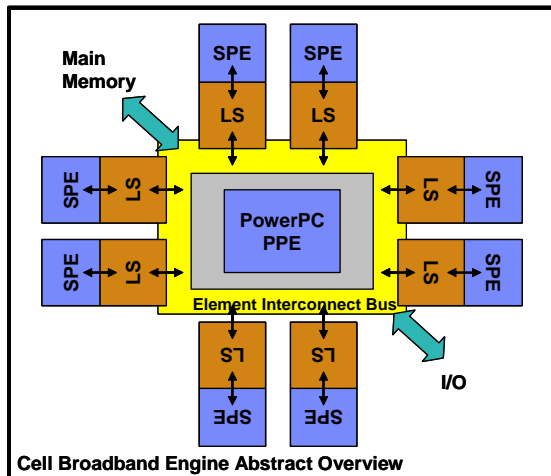 SPE SPE
Main
Memory
LS LS
SPE LS
LS SPE
PowerPC
PPE
SPE LS
LS SPE
Element Interconnect Bus
LS LS
I/O
SPE SPE
Cell Broadband Engine Abstract Overview